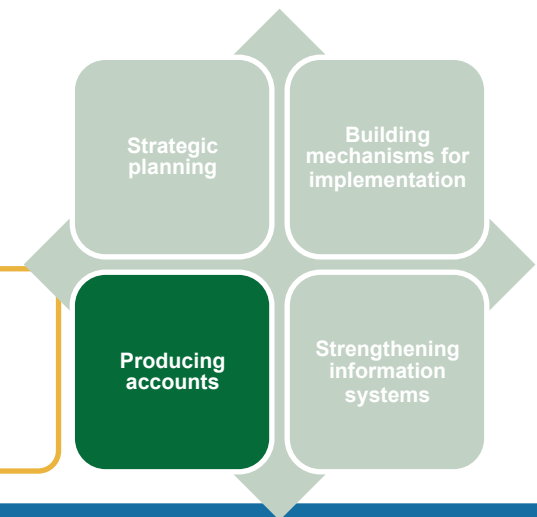 Strategic
planning
Building
mechanisms for
implementation
Producing
accounts
Strengthening
information
systems